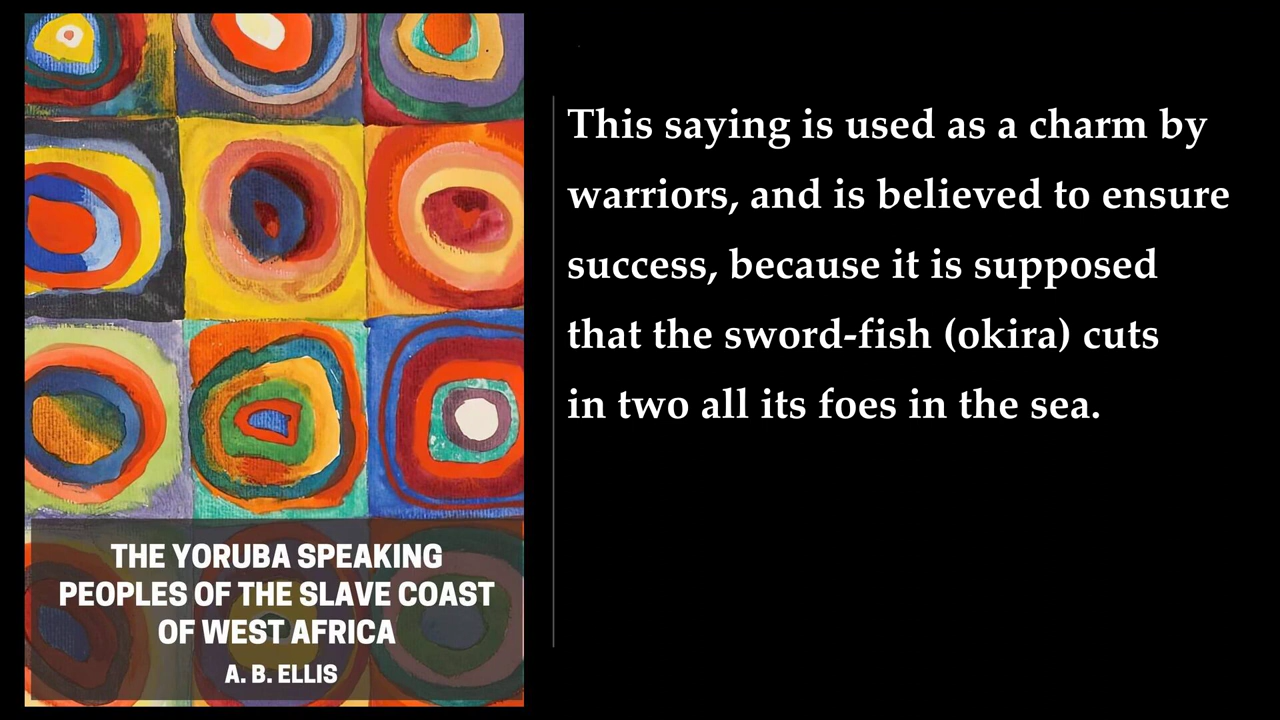 THE YORUBA SPEAKING
PEOPLES OF THE SLAVE COAST
OF WEST AFRICA
A. B. ELLIS
This saying is used as a charm by
warriors, and is believed to ensure
success, because it is supposed
that the sword-fish (okira) cuts
in two all its foes in the sea.